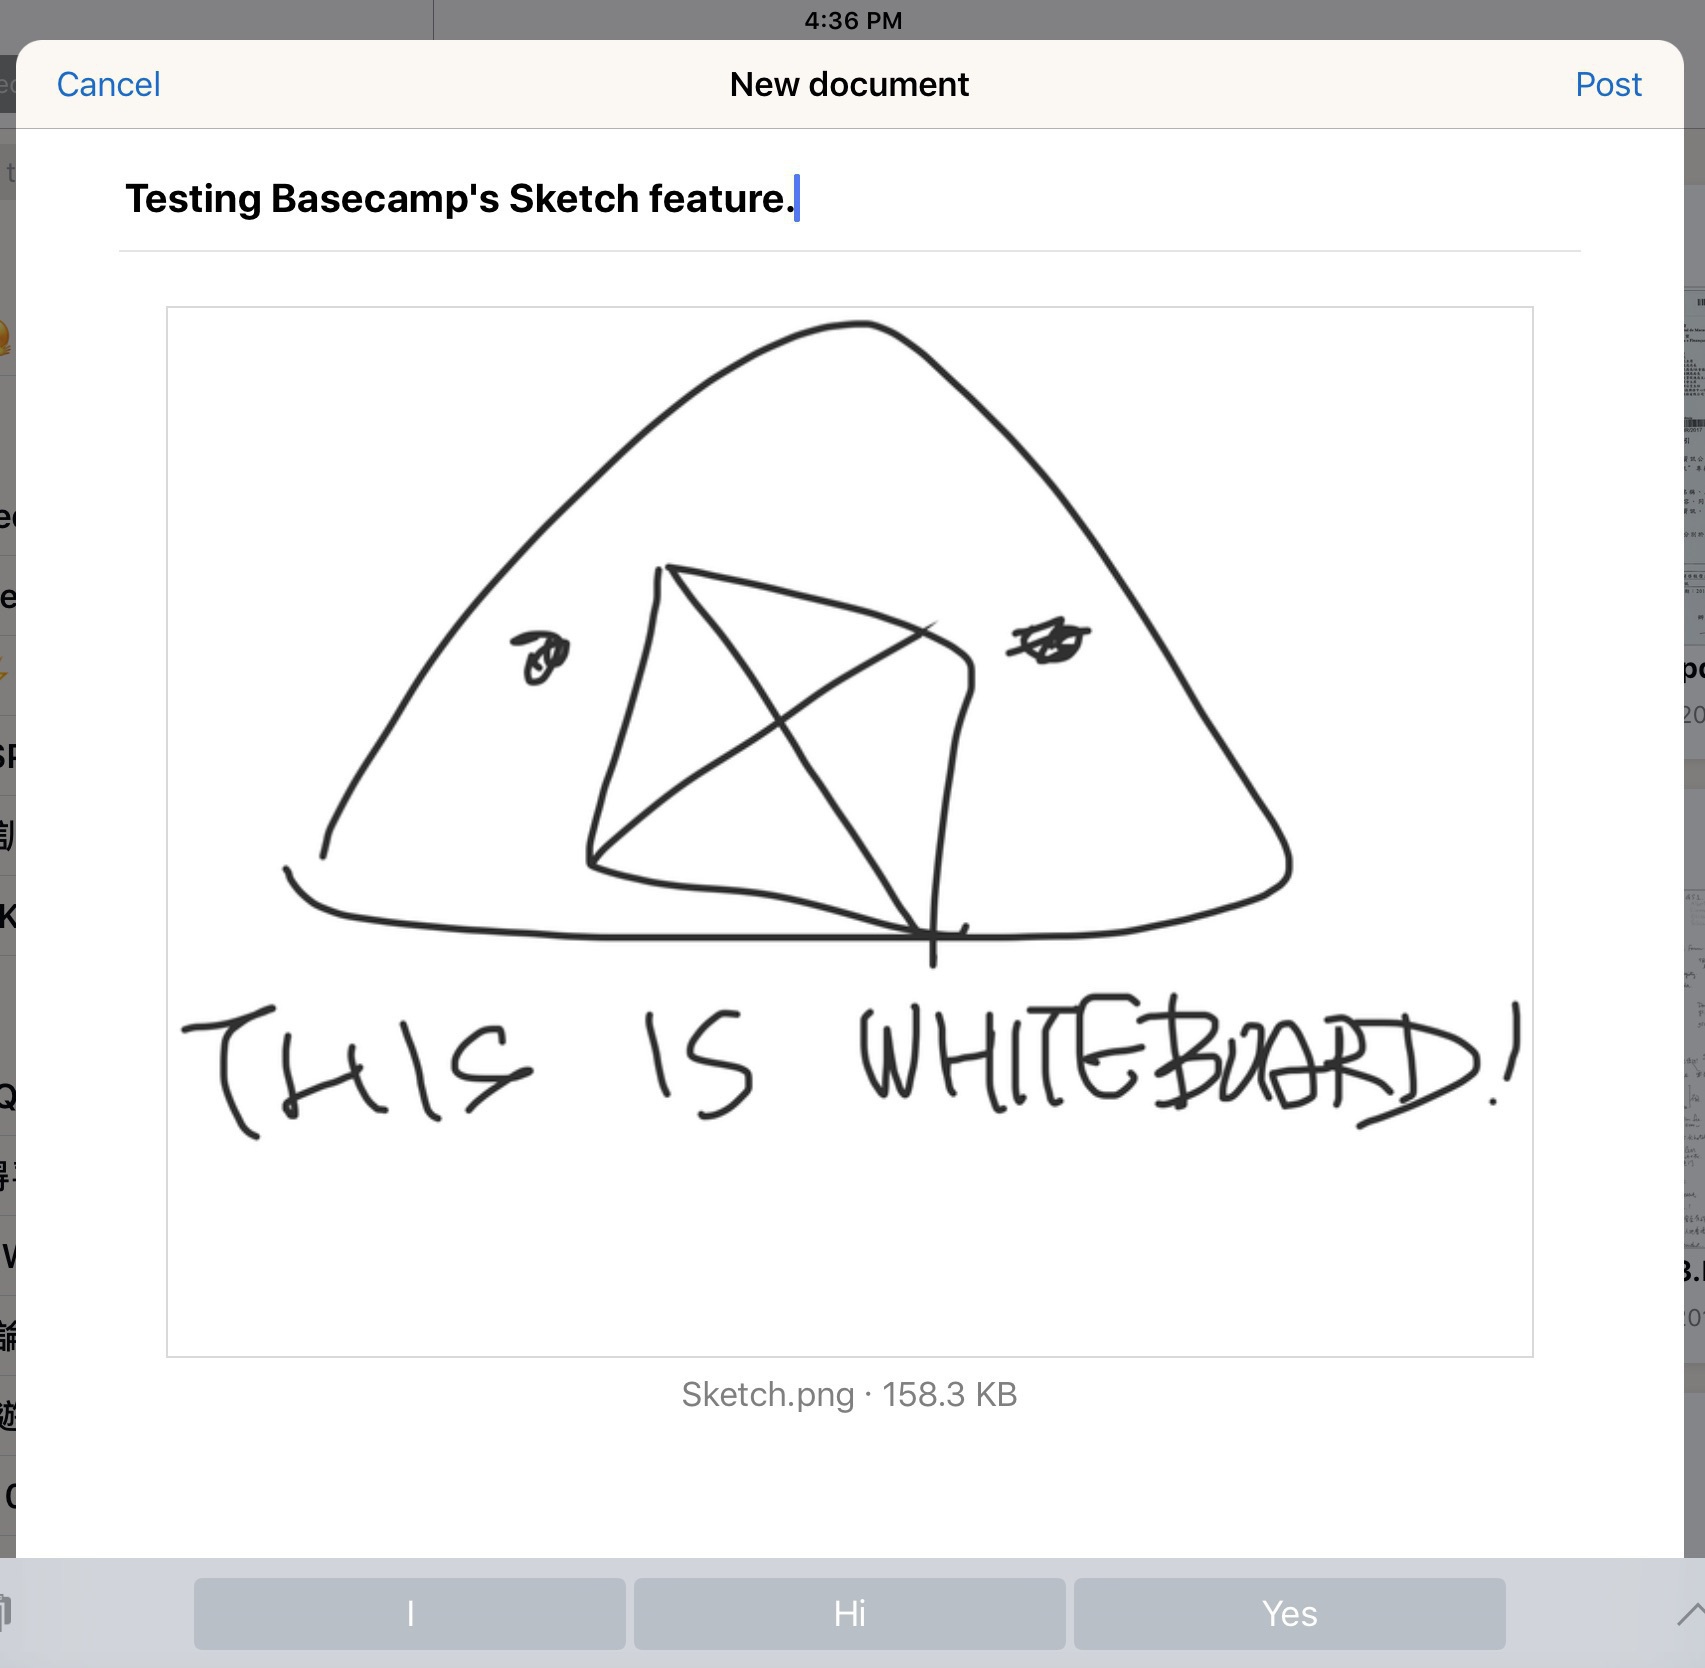 4:36 PM
Cancel New document Post
Testing Basecamp's Sketch feature.
THIS IS WHITEBOARD!
Sketch.png · 158.3 KB
I Hi Yes